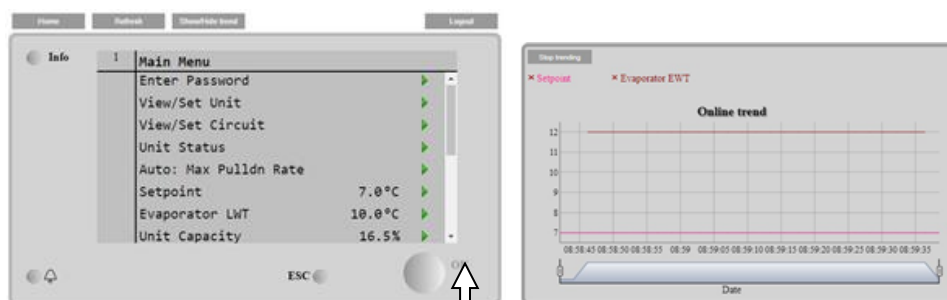 Home Refresh Show/Hide trend Logout
Info
1 Main Menu
Enter Password
View/Set Unit
View/Set Circuit
Unit Status
Auto: Max Pulldn Rate
Setpoint 7.0°C
Evaporator LWT 10.0°C
Unit Capacity 16.5%
ESC
Stop trending
× Setpoint × Evaporator EWT
Online trend
12
11
10
9
8
7
08:58:45 08:58:50 08:58:55 08:59 08:59:05 08:59:10 08:59:15 08:59:20 08:59:25 08:59:30 08:59:35
Date